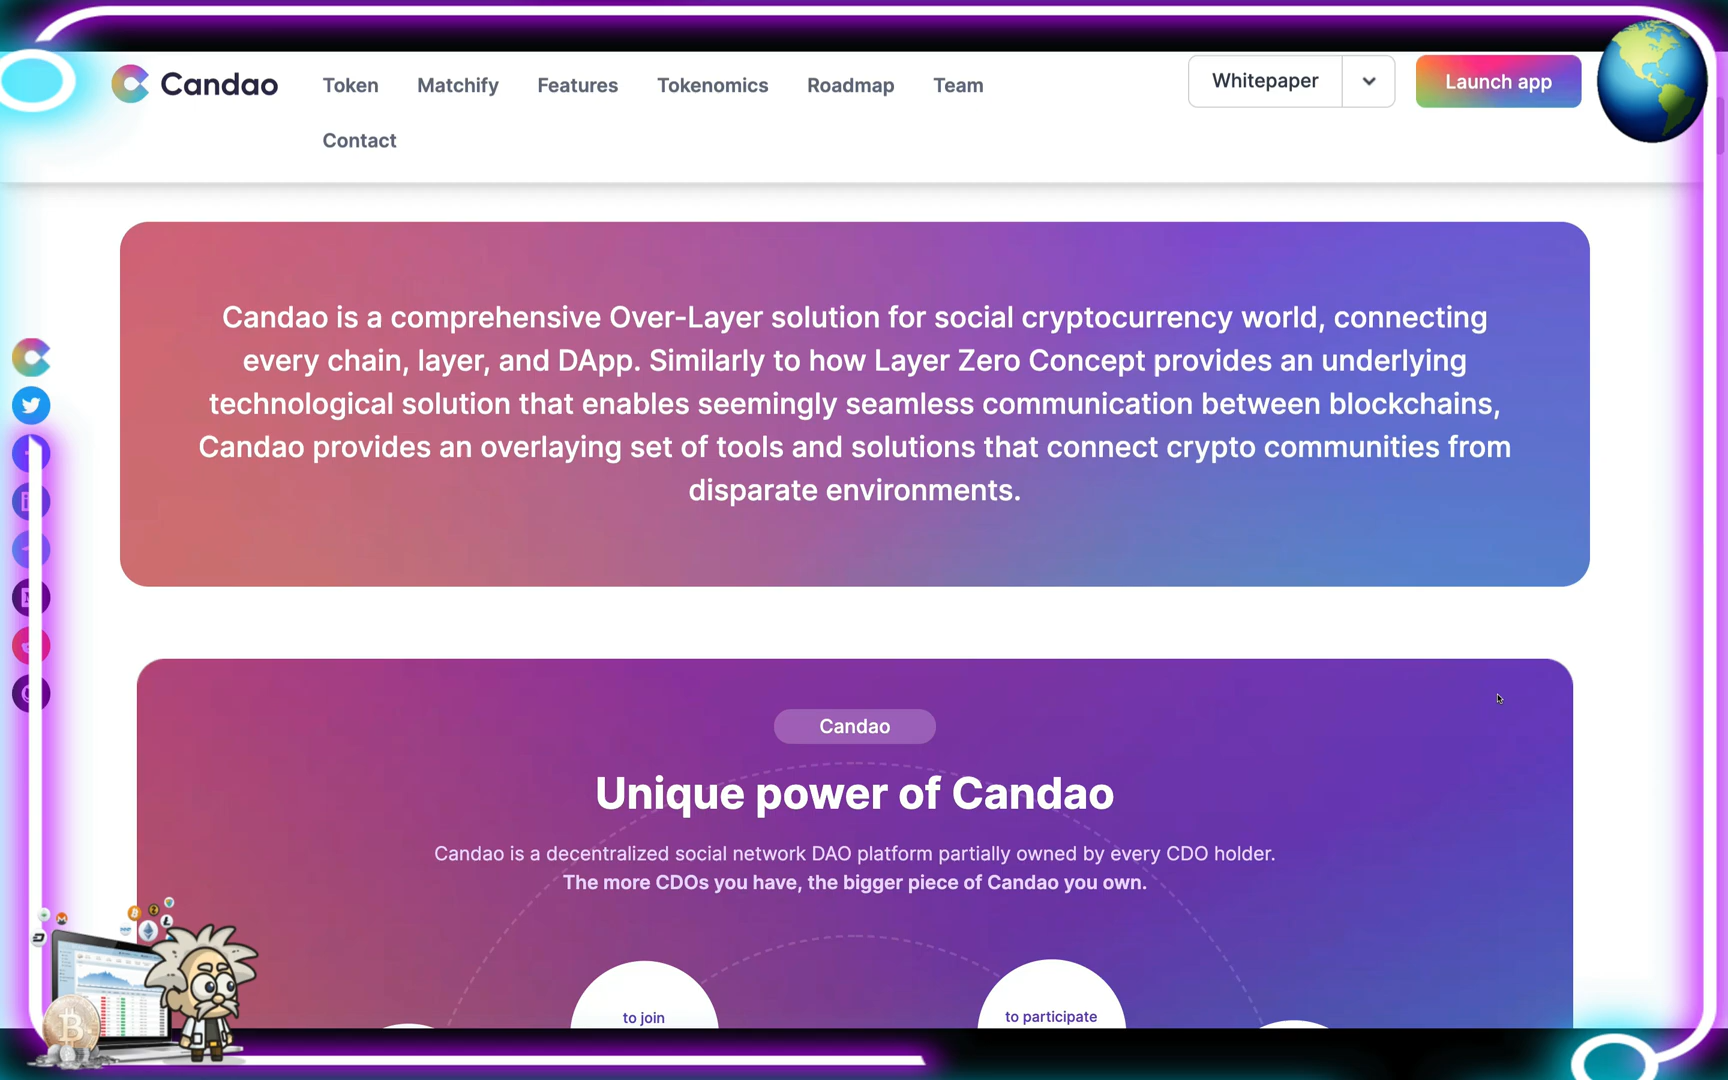 Candao
Token Matchify Features Tokenomics Roadmap Team
Contact
Whitepaper
Launch app
Candao is a comprehensive Over-Layer solution for social cryptocurrency world, connecting
every chain, layer, and DApp. Similarly to how Layer Zero Concept provides an underlying
technological solution that enables seemingly seamless communication between blockchains,
Candao provides an overlaying set of tools and solutions that connect crypto communities from
disparate environments.
Candao
Unique power of Candao
Candao is a decentralized social network DAO platform partially owned by every CDO holder.
The more CDOs you have, the bigger piece of Candao you own.
to join
to participate